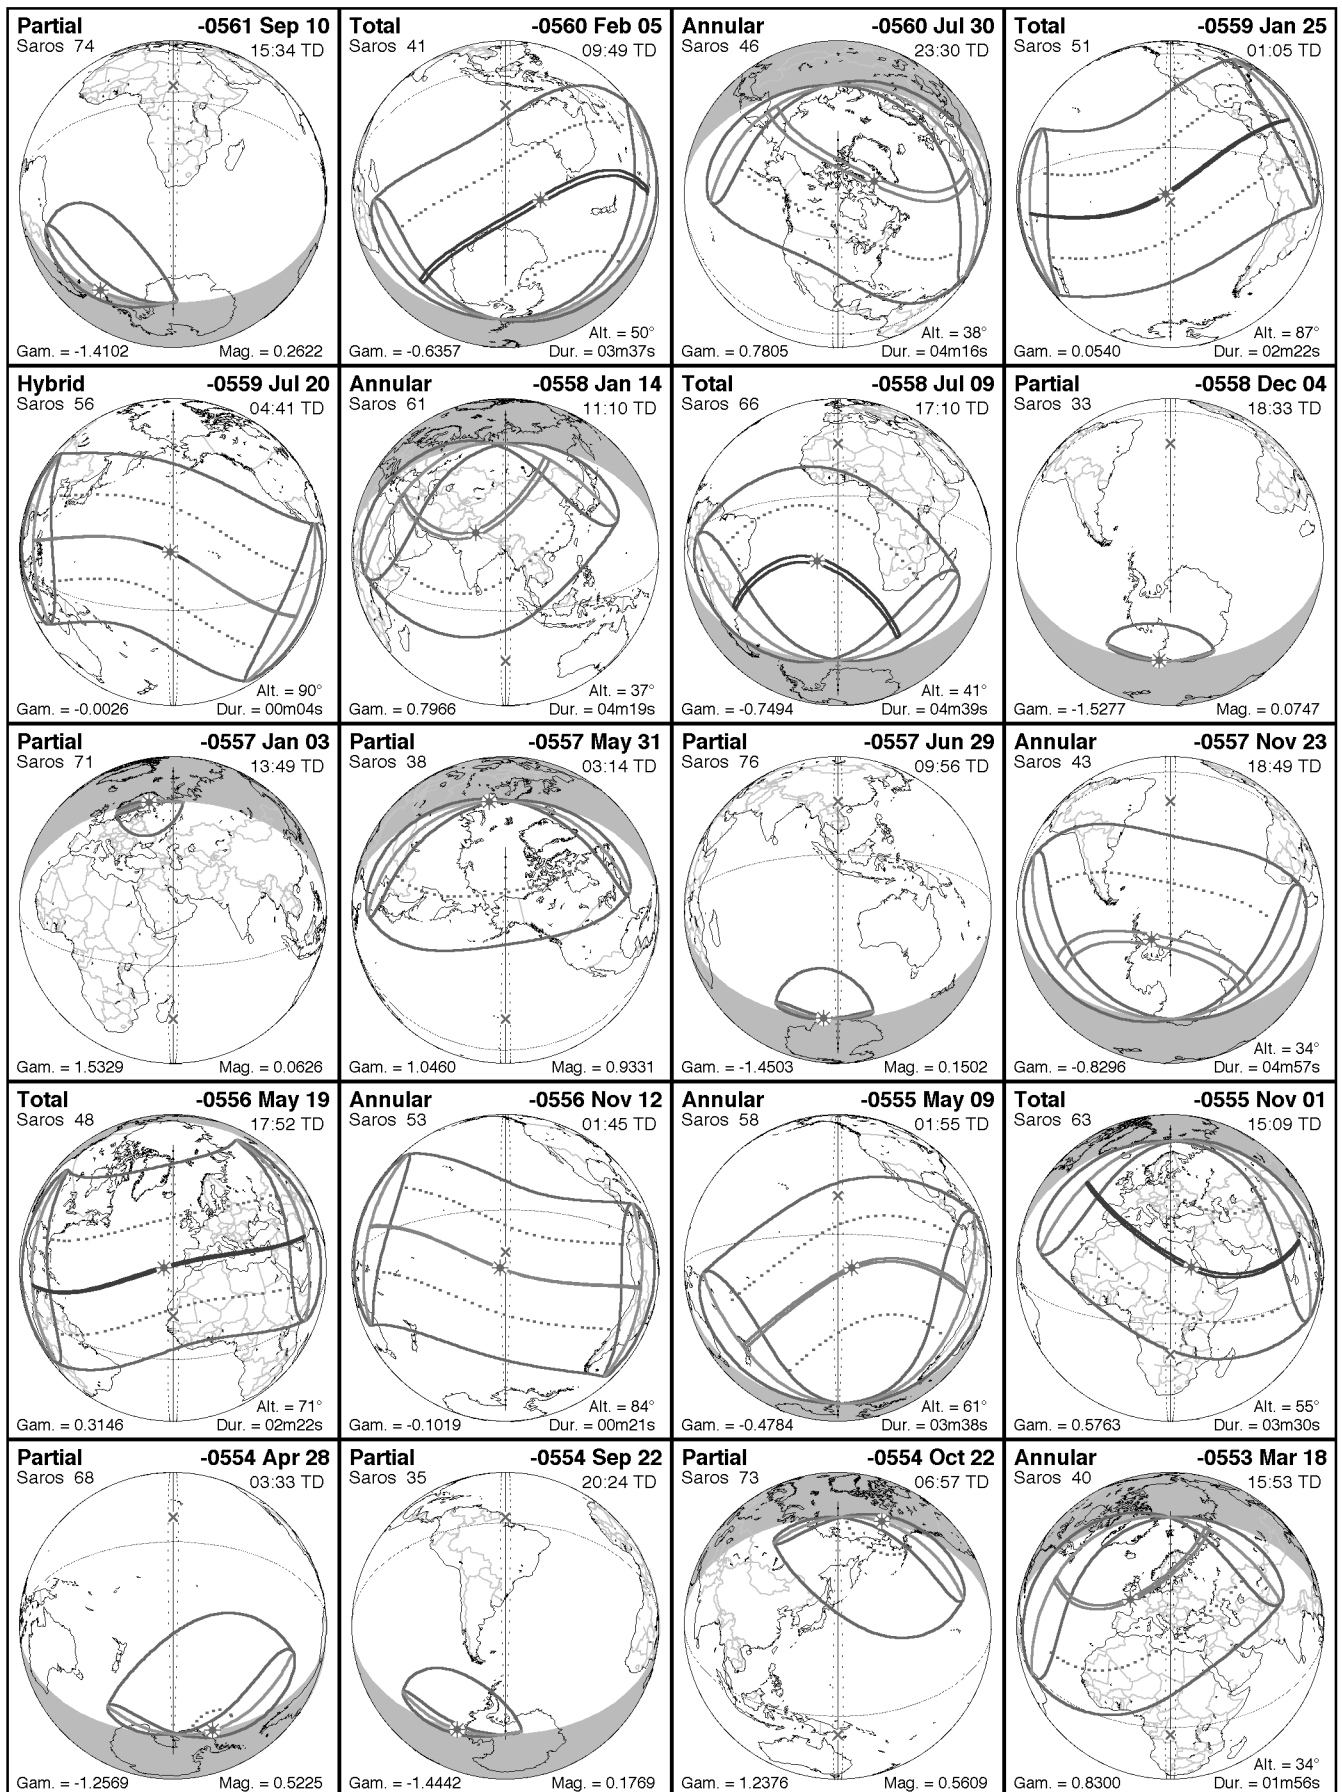 Partial -0561 Sep 10
Saros 74 15:34 TD
Gam. = -1.4102 Mag. = 0.2622
Total -0560 Feb 05
Saros 41 09:49 TD
Alt. = 50°
Gam. = -0.6357 Dur. = 03m37s
Annular -0560 Jul 30
Saros 46 23:30 TD
Alt. = 38°
Gam. = 0.7805 Dur. = 04m16s
Total -0559 Jan 25
Saros 51 01:05 TD
Alt. = 87°
Gam. = 0.0540 Dur. = 02m22s
Hybrid -0559 Jul 20
Saros 56 04:41 TD
Alt. = 90°
Gam. = -0.0026 Dur. = 00m04s
Annular -0558 Jan 14
Saros 61 11:10 TD
Alt. = 37°
Gam. = 0.7966 Dur. = 04m19s
Total -0558 Jul 09
Saros 66 17:10 TD
Alt. = 41°
Gam. = -0.7494 Dur. = 04m39s
Partial -0558 Dec 04
Saros 33 18:33 TD
Gam. = -1.5277 Mag. = 0.0747
Partial -0557 Jan 03
Saros 71 13:49 TD
Gam. = 1.5329 Mag. = 0.0626
Partial -0557 May 31
Saros 38 03:14 TD
Gam. = 1.0460 Mag. = 0.9331
Partial -0557 Jun 29
Saros 76 09:56 TD
Gam. = -1.4503 Mag. = 0.1502
Annular -0557 Nov 23
Saros 43 18:49 TD
Alt. = 34°
Gam. = -0.8296 Dur. = 04m57s
Total -0556 May 19
Saros 48 17:52 TD
Alt. = 71°
Gam. = 0.3146 Dur. = 02m22s
Annular -0556 Nov 12
Saros 53 01:45 TD
Alt. = 84°
Gam. = -0.1019 Dur. = 00m21s
Annular -0555 May 09
Saros 58 01:55 TD
Alt. = 61°
Gam. = -0.4784 Dur. = 03m38s
Total -0555 Nov 01
Saros 63 15:09 TD
Alt. = 55°
Gam. = 0.5763 Dur. = 03m30s
Partial -0554 Apr 28
Saros 68 03:33 TD
Gam. = -1.2569 Mag. = 0.5225
Partial -0554 Sep 22
Saros 35 20:24 TD
Gam. = -1.4442 Mag. = 0.1769
Partial -0554 Oct 22
Saros 73 06:57 TD
Gam. = 1.2376 Mag. = 0.5609
Annular -0553 Mar 18
Saros 40 15:53 TD
Alt. = 34°
Gam. = 0.8300 Dur. = 01m56s